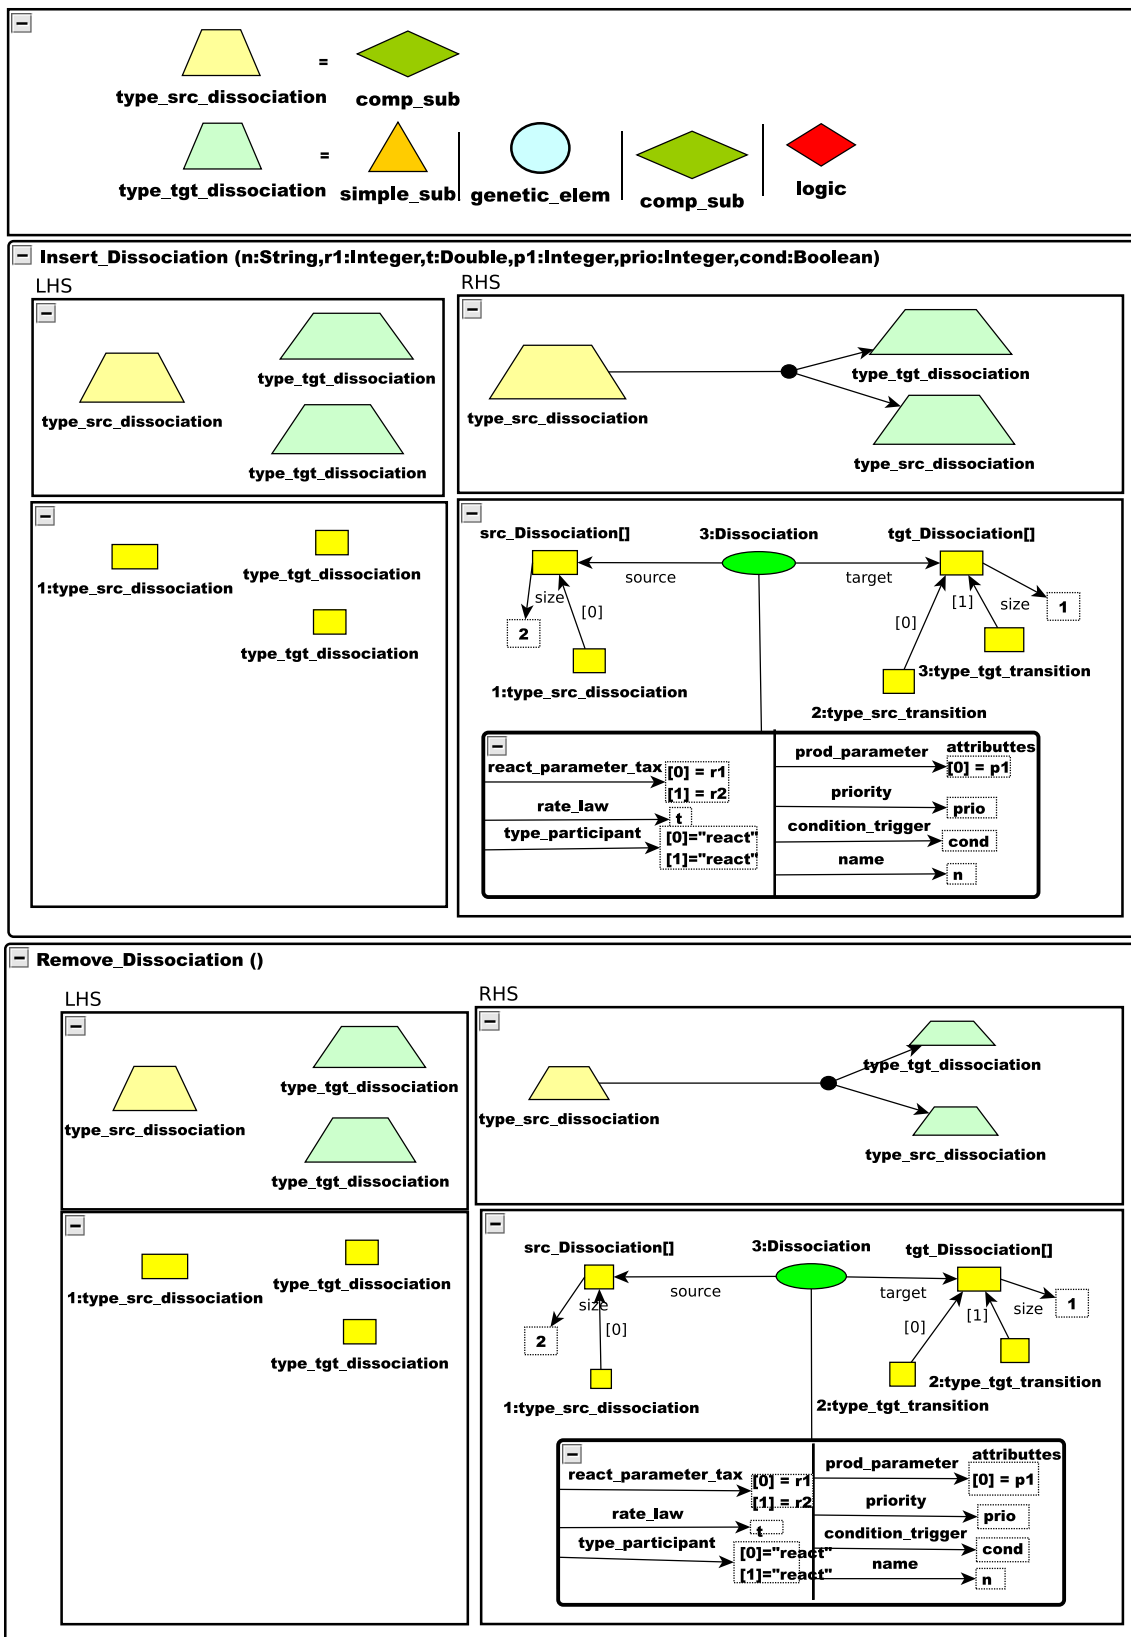 type_src_dissociation = comp_sub
type_tgt_dissociation = simple_sub genetic_elem comp_sub logic
Insert_Dissociation (n:String,r1:Integer,t:Double,p1:Integer,prio:Integer,cond:Boolean)
LHS
type_src_dissociation
type_tgt_dissociation
type_tgt_dissociation
RHS
type_src_dissociation
type_tgt_dissociation
type_src_dissociation
1:type_src_dissociation
type_tgt_dissociation
type_tgt_dissociation
src_Dissociation[]
3:Dissociation
tgt_Dissociation[]
source
target
size
[0]
2
1:type_src_dissociation
[0]
[1]
size
1
3:type_tgt_transition
2:type_src_transition
react_parameter_tax
[0] = r1
[1] = r2
rate_law
t
type_participant
[0]="react"
[1]="react"
attributtes
prod_parameter
[0] = p1
priority
prio
condition_trigger
cond
name
n
Remove_Dissociation ()
LHS
type_src_dissociation
type_tgt_dissociation
type_tgt_dissociation
RHS
type_src_dissociation
type_tgt_dissociation
type_src_dissociation
1:type_src_dissociation
type_tgt_dissociation
type_tgt_dissociation
src_Dissociation[]
3:Dissociation
tgt_Dissociation[]
source
target
size
[0]
2
1:type_src_dissociation
[0]
[1]
size
1
2:type_tgt_transition
2:type_tgt_transition
react_parameter_tax
[0] = r1
[1] = r2
rate_law
t
type_participant
[0]="react"
[1]="react"
attributtes
prod_parameter
[0] = p1
priority
prio
condition_trigger
cond
name
n